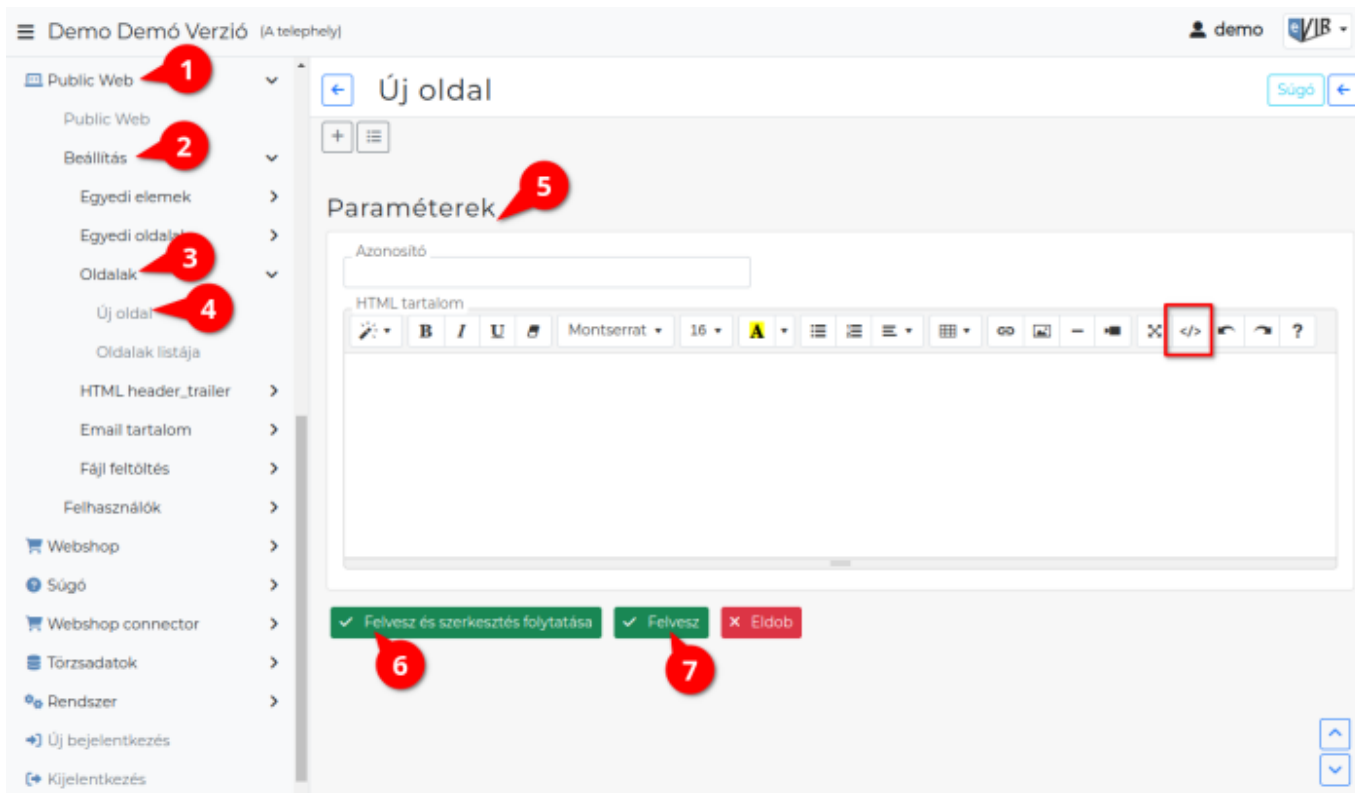 Demo Demó Verzió (A telephely)
demo
eVIR
Public Web
1
Public Web
Beállítás
2
Egyedi elemek
Egyedi oldalak
Oldalak
3
Új oldal
4
Oldalak listája
HTML header_trailer
Email tartalom
Fájl feltöltés
Felhasználók
Webshop
Súgó
Webshop connector
Törzsadatok
Rendszer
Új bejelentkezés
Kijelentkezés
Új oldal
Súgó
Paraméterek
5
Azonosító
HTML tartalom
B I U Montserrat 16 A </> ?
Felvesz és szerkesztés folytatása Felvesz Eldob
6
7